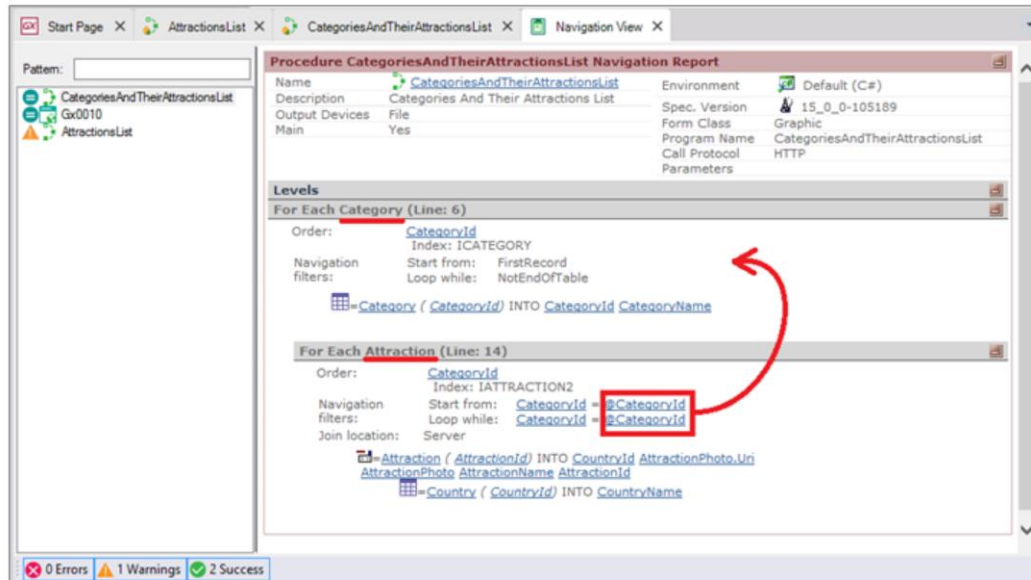 GX Start Page X AttractionsList X CategoriesAndTheirAttractionsList X Navigation View X
Pattern:
CategoriesAndTheirAttractionsList
Gx0010
AttractionsList
Procedure CategoriesAndTheirAttractionsList Navigation Report
Name CategoriesAndTheirAttractionsList
Description Categories And Their Attractions List
Output Devices File
Main Yes
Environment Default (C#)
Spec. Version 15_0_0-105189
Form Class Graphic
Program Name CategoriesAndTheirAttractionsList
Call Protocol HTTP
Parameters
Levels
For Each Category (Line: 6)
Order: CategoryId
Index: ICATEGORY
Navigation Start from: FirstRecord
filters: Loop while: NotEndOfTable
=Category ( CategoryId) INTO CategoryId CategoryName
For Each Attraction (Line: 14)
Order: CategoryId
Index: IATTRACTION2
Navigation Start from: CategoryId = @CategoryId
filters: Loop while: CategoryId = @CategoryId
Join location: Server
=Attraction ( AttractionId) INTO CountryId AttractionPhoto.Uri
AttractionPhoto AttractionName AttractionId
=Country ( CountryId) INTO CountryName
0 Errors 1 Warnings 2 Success